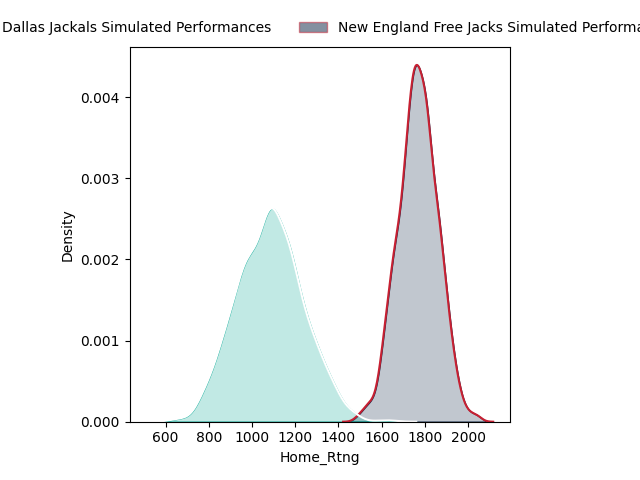 Dallas Jackals Simulated Performances
New England Free Jacks Simulated Performa
0.004
0.003
0.002
0.001
0.000
Density
600 800 1000 1200 1400 1600 1800 2000
Home_Rtng